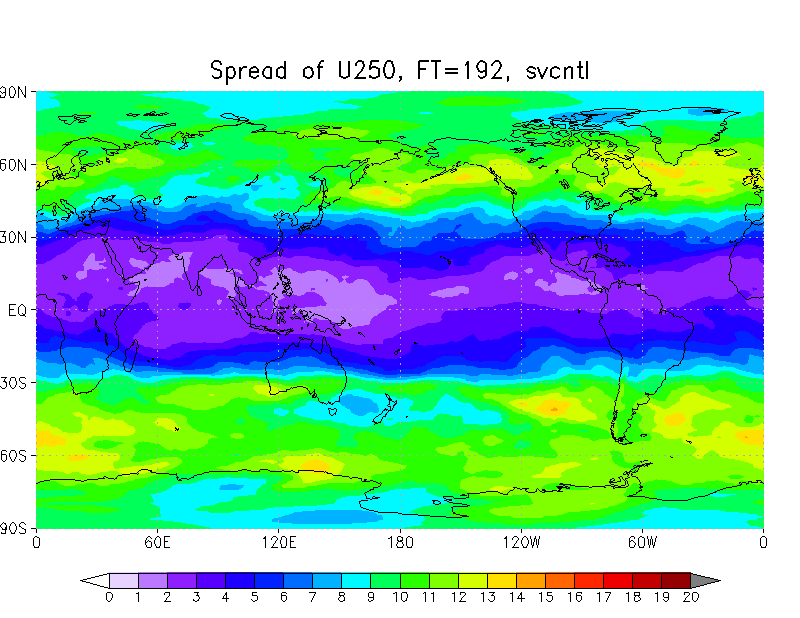 Spread of U250, FT=192, svcntl
90N
60N
30N
EQ
30S
60S
90S
0 60E 120E 180 120W 60W 0
0 1 2 3 4 5 6 7 8 9 10 11 12 13 14 15 16 17 18 19 20